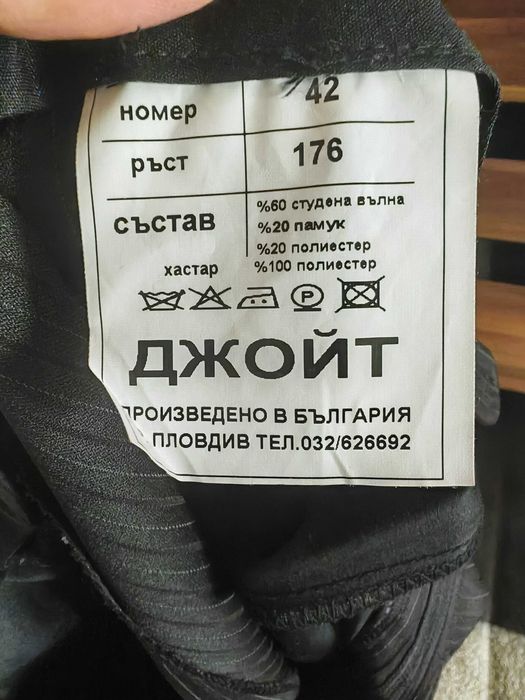 номер 42
ръст 176
състав %60 студена вълна
%20 памук
%20 полиестер
хастар %100 полиестер
P
ДЖОЙТ
ПРОИЗВЕДЕНО В БЪЛГАРИЯ
ПЛОВДИВ ТЕЛ.032/626692